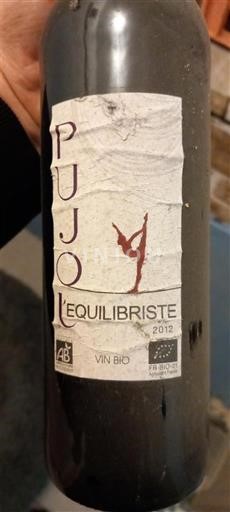 PUJOL
L'EQUILIBRISTE
2012
AB
VIN BIO
FR-BIO-01